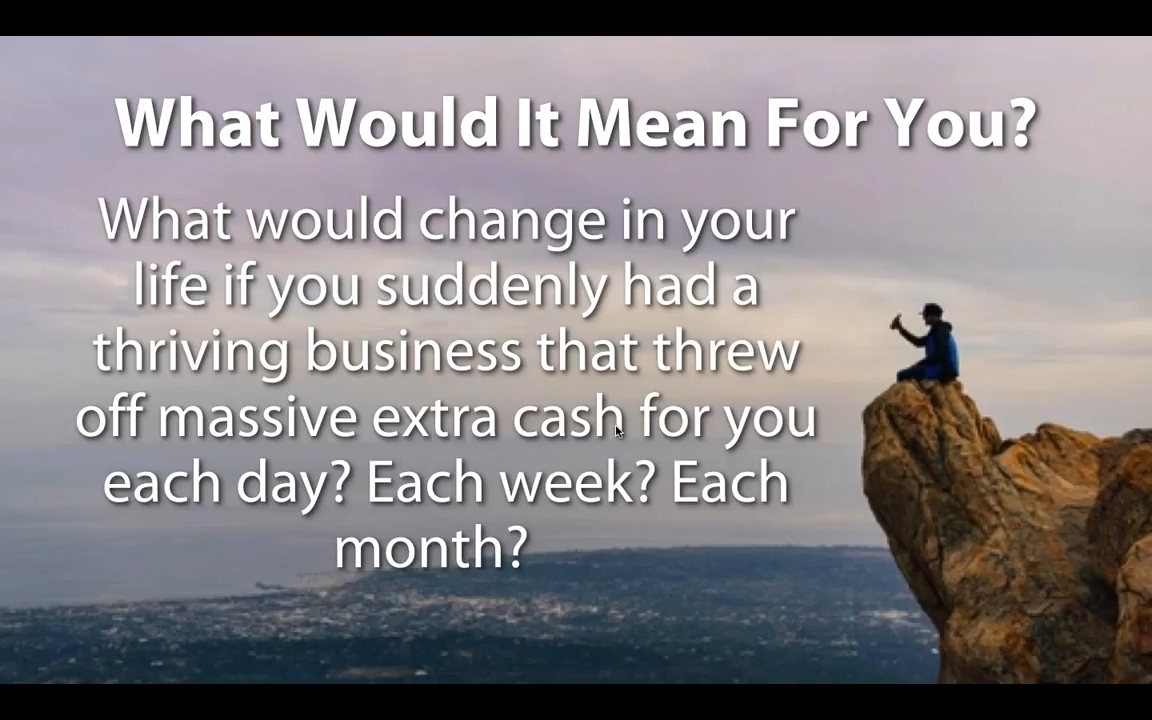 What Would It Mean For You?
What would change in your
life if you suddenly had a
thriving business that threw
off massive extra cash for you
each day? Each week? Each
month?